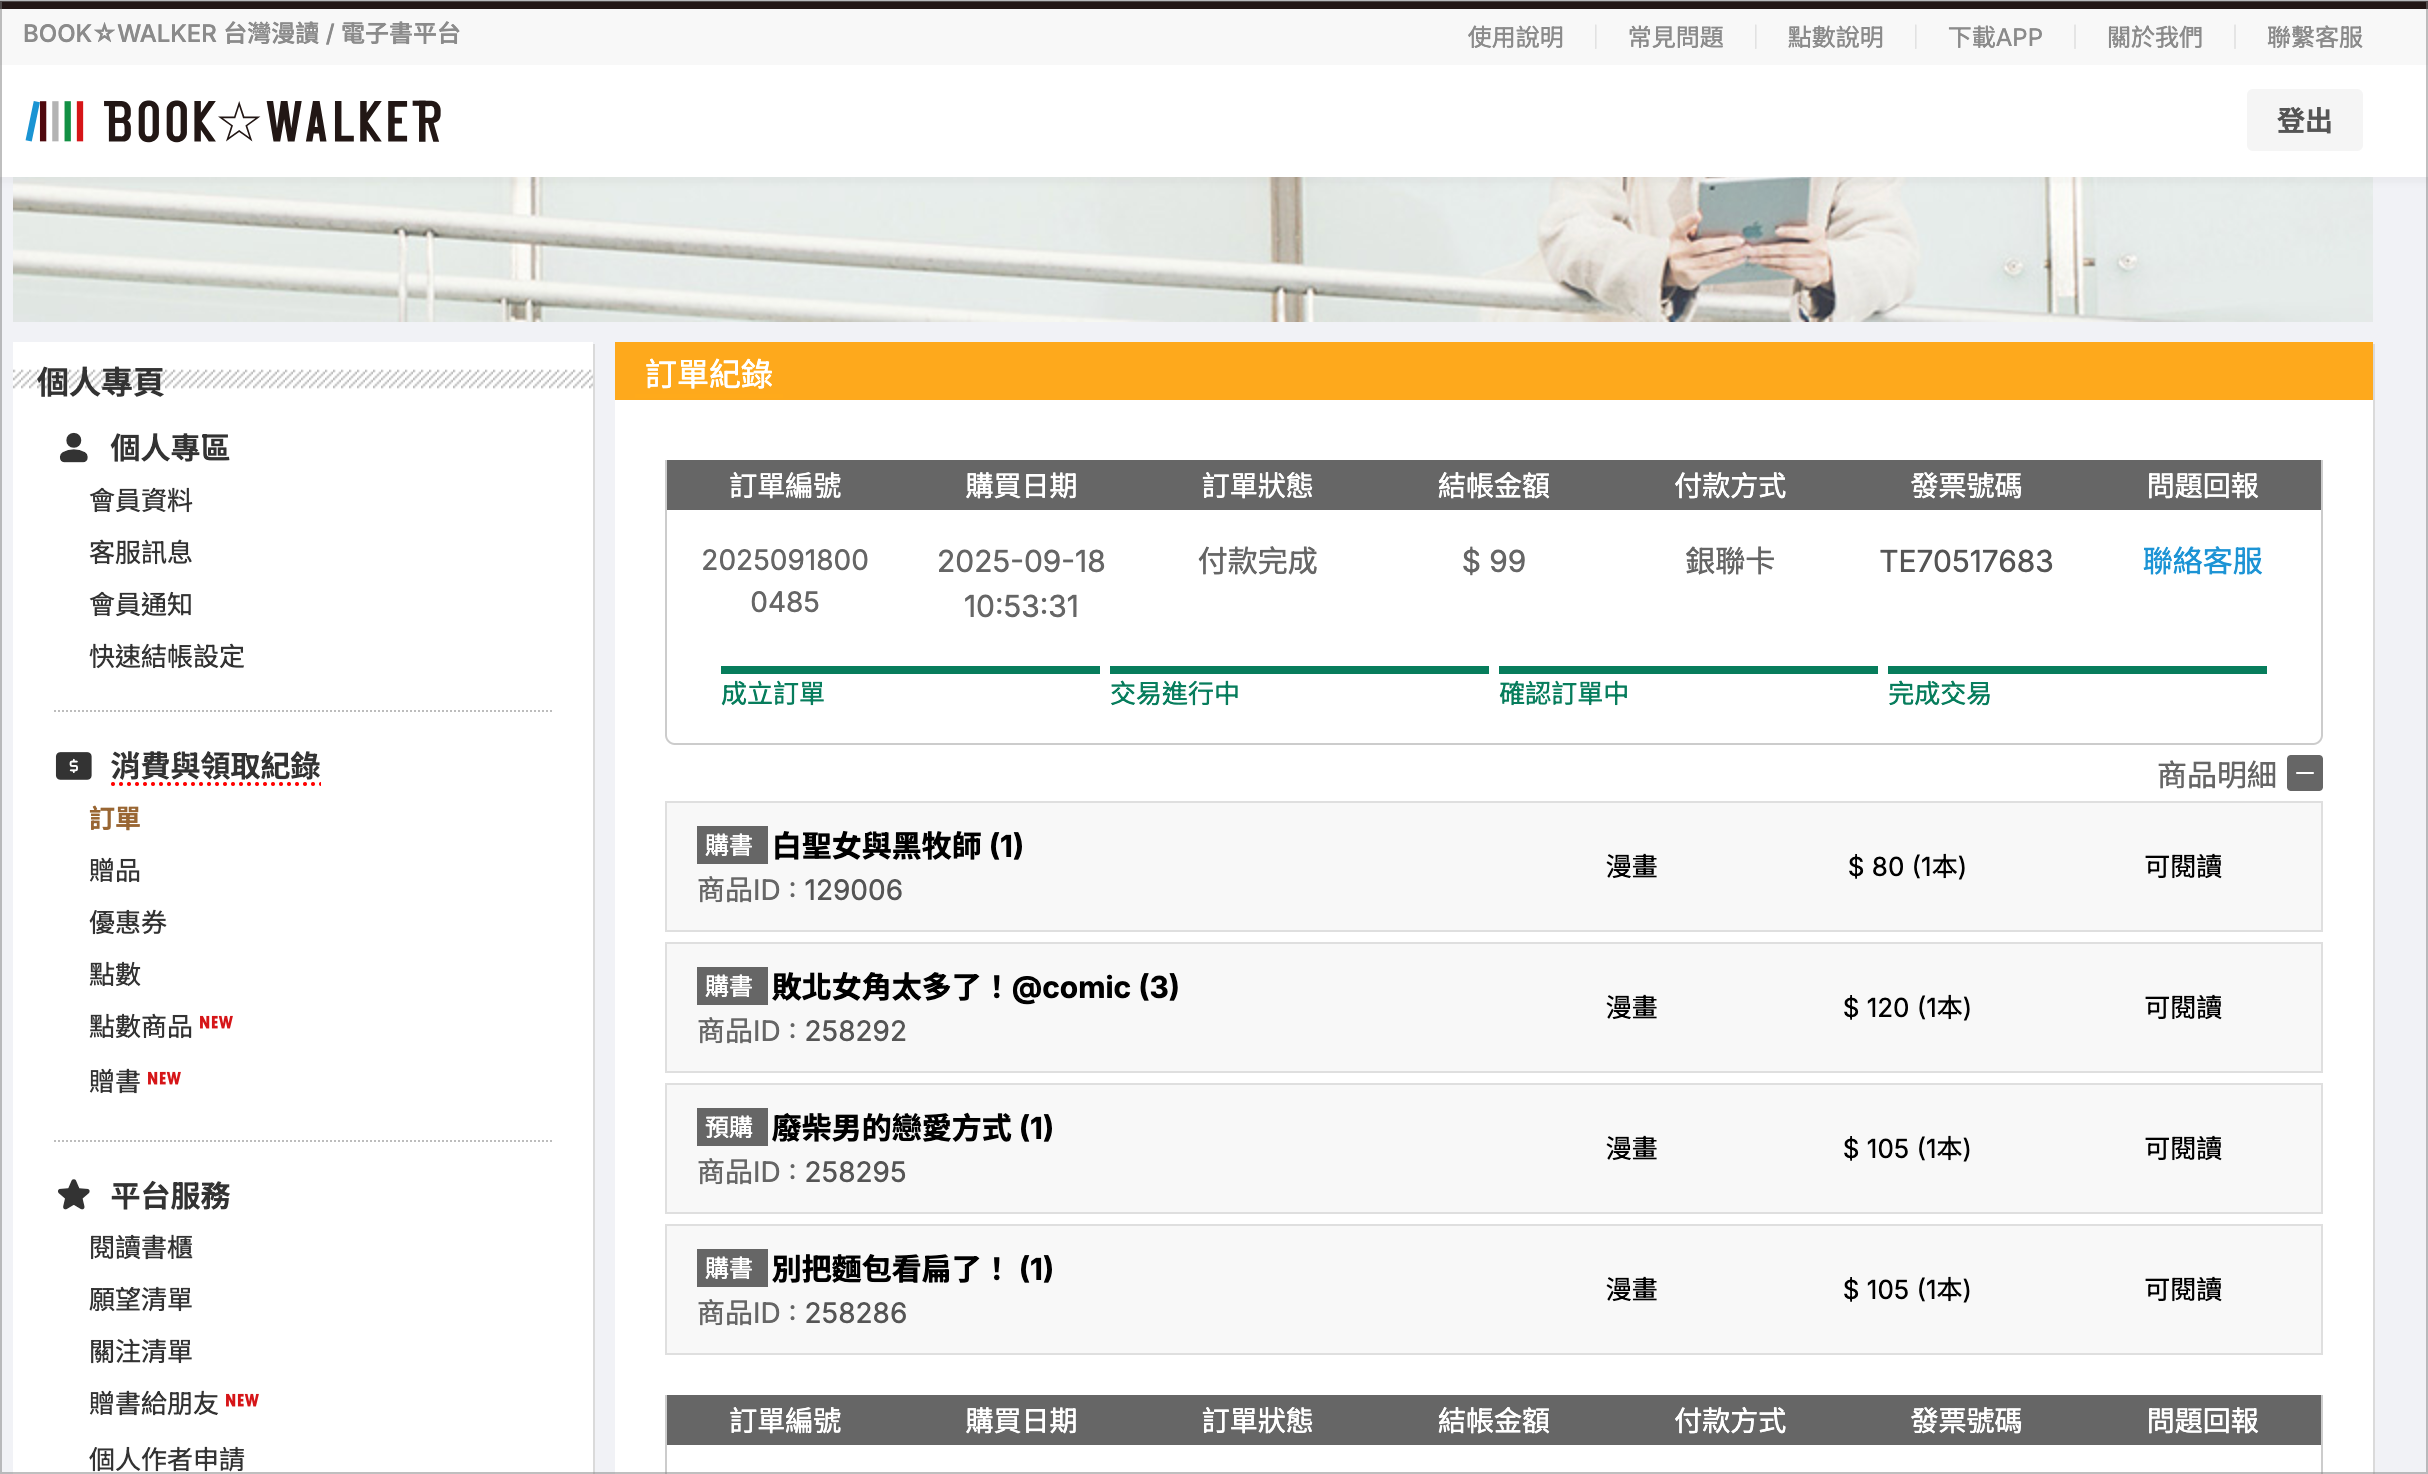 BOOK☆WALKER 台灣漫讀 / 電子書平台
使用說明
常見問題
點數說明
下載APP
關於我們
聯繫客服
BOOK☆WALKER
登出
個人專頁
個人專區
會員資料
客服訊息
會員通知
快速結帳設定
消費與領取紀錄
訂單
贈品
優惠券
點數
點數商品 NEW
贈書 NEW
平台服務
閱讀書櫃
願望清單
關注清單
贈書給朋友 NEW
個人作者申請
訂單紀錄
訂單編號 購買日期 訂單狀態 結帳金額 付款方式 發票號碼 問題回報
2025091800 2025-09-18 付款完成 $ 99 銀聯卡 TE70517683 聯絡客服
0485 10:53:31
成立訂單 交易進行中 確認訂單中 完成交易
商品明細
購書 白聖女與黑牧師 (1)
商品ID : 129006
漫畫 $ 80 (1本) 可閱讀
購書 敗北女角太多了！@comic (3)
商品ID : 258292
漫畫 $ 120 (1本) 可閱讀
預購 廢柴男的戀愛方式 (1)
商品ID : 258295
漫畫 $ 105 (1本) 可閱讀
購書 別把麵包看扁了！ (1)
商品ID : 258286
漫畫 $ 105 (1本) 可閱讀
訂單編號 購買日期 訂單狀態 結帳金額 付款方式 發票號碼 問題回報